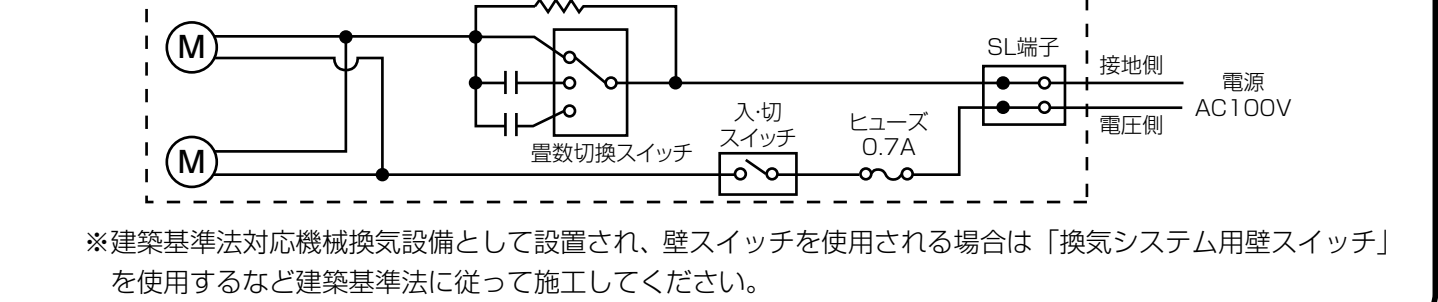 M
SL端子
接地側
電源
AC100V
電圧側
入・切
スイッチ
ヒューズ
0.7A
畳数切換スイッチ
M
※建築基準法対応機械換気設備として設置され、壁スイッチを使用される場合は「換気システム用壁スイッチ」
を使用するなど建築基準法に従って施工してください。